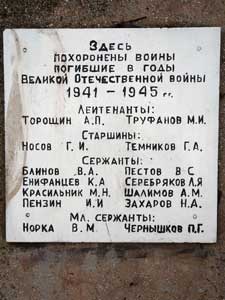 Здесь
похоронены воины
погибшие в годы
Великой Отечественной войны
1941 – 1945 гг.
Лейтенанты:
Торощин А.П. Труфанов М.И.
Старшины:
Носов Г.И. Темников Г.А.
Сержанты:
Блинов В.А. Пестов В С
Енифанцев К.А Серебряков Л.Я
Красильник М.Н. Шалимов А.М.
Пензин И.И Захаров Н.А.
Мл. сержанты:
Норка В.М Чернышков П.Г.